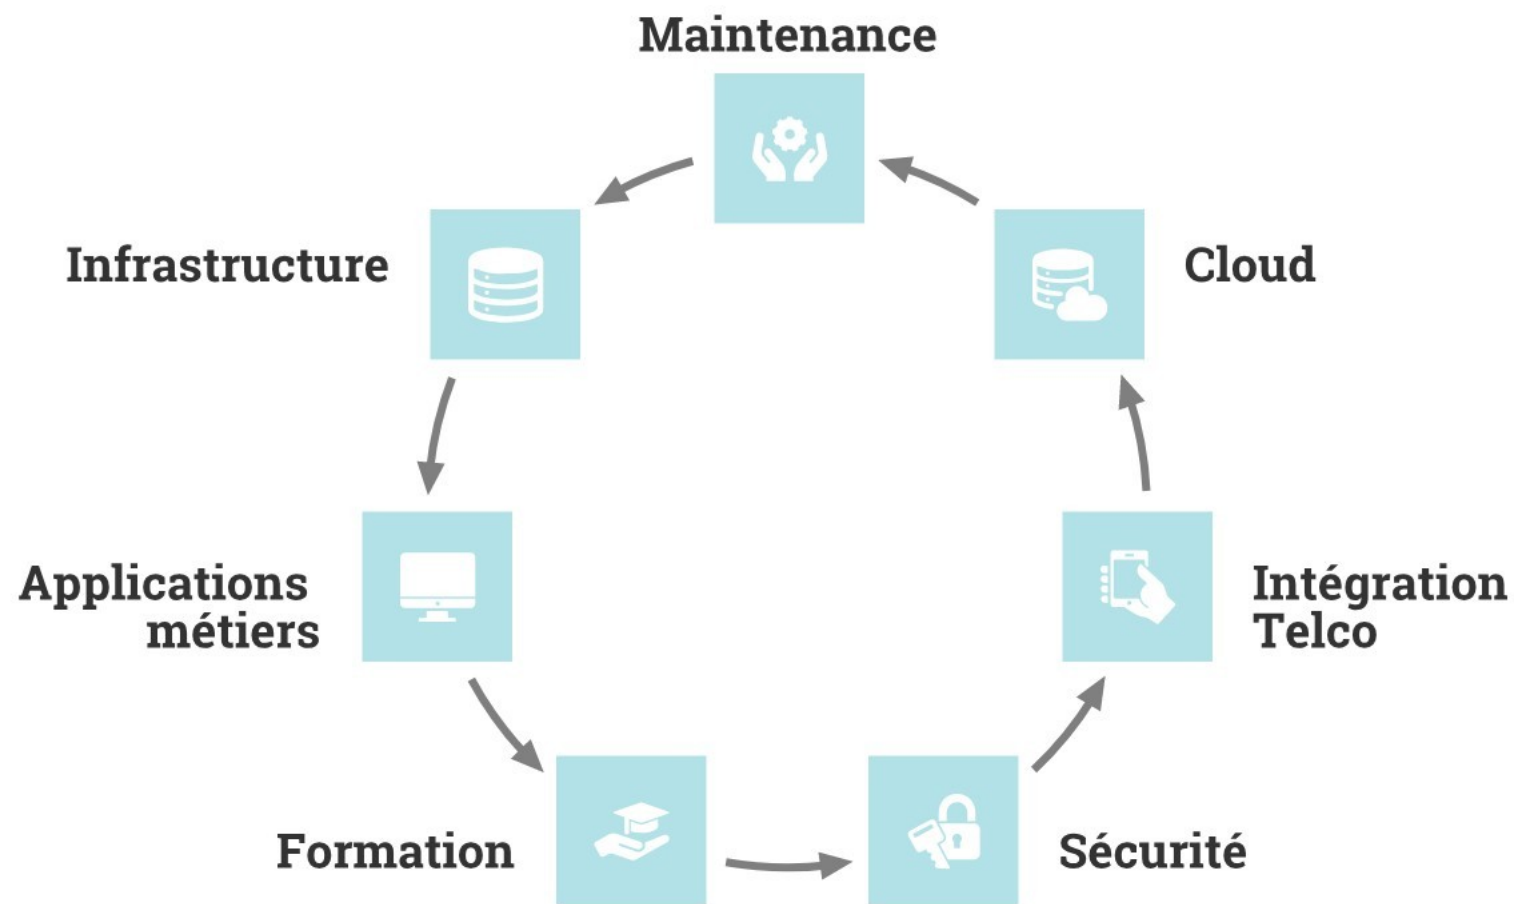 Maintenance
Infrastructure
Cloud
Applications
métiers
Intégration
Telco
Formation
Sécurité